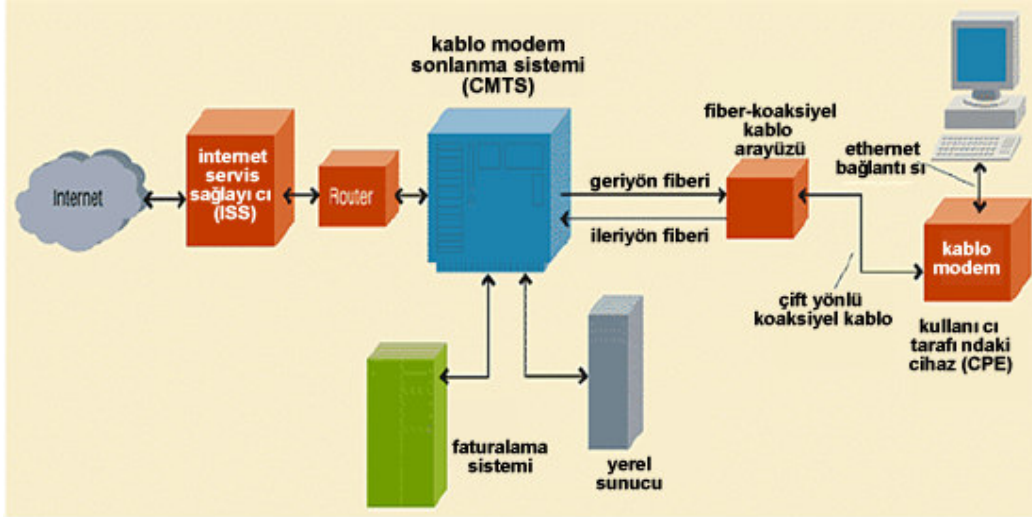 kablo modem
sonlanma sistemi
(CMTS)
Internet
internet
servis
sağlayı cı
(ISS)
Router
geriyön fiberi
ileriyön fiberi
fiber-koaksiyel
kablo
arayüzü
ethernet
bağlantı sı
kablo
modem
çift yönlü
koaksiyel kablo
kullanı cı
tarafı ndaki
cihaz (CPE)
faturalama
sistemi
yerel
sunucu